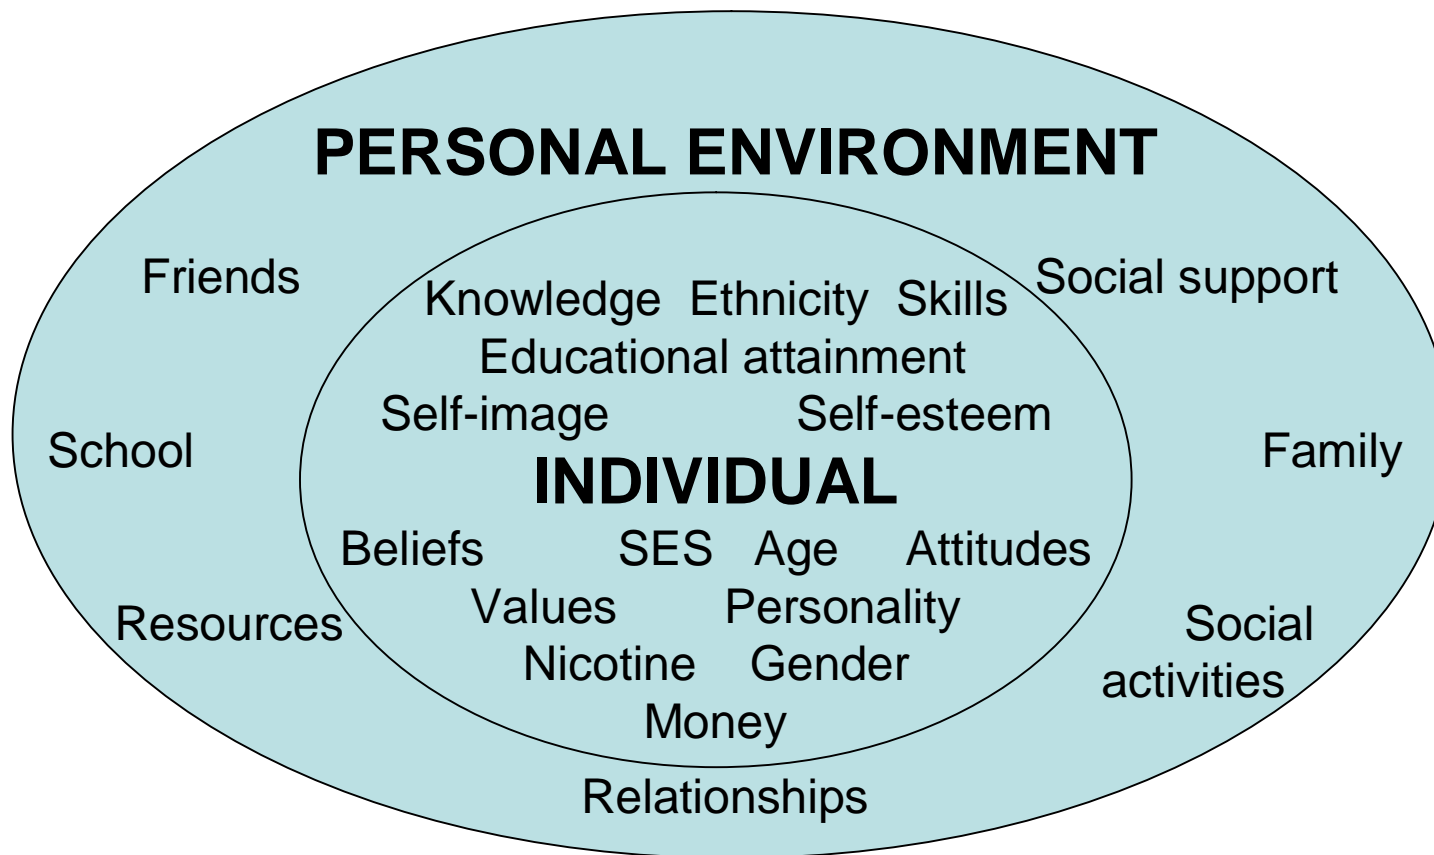 PERSONAL ENVIRONMENT
Friends
Social support
Knowledge Ethnicity Skills
Educational attainment
Self-image Self-esteem
School
Family
INDIVIDUAL
Beliefs SES Age Attitudes
Values Personality
Resources
Social
activities
Nicotine Gender
Money
Relationships